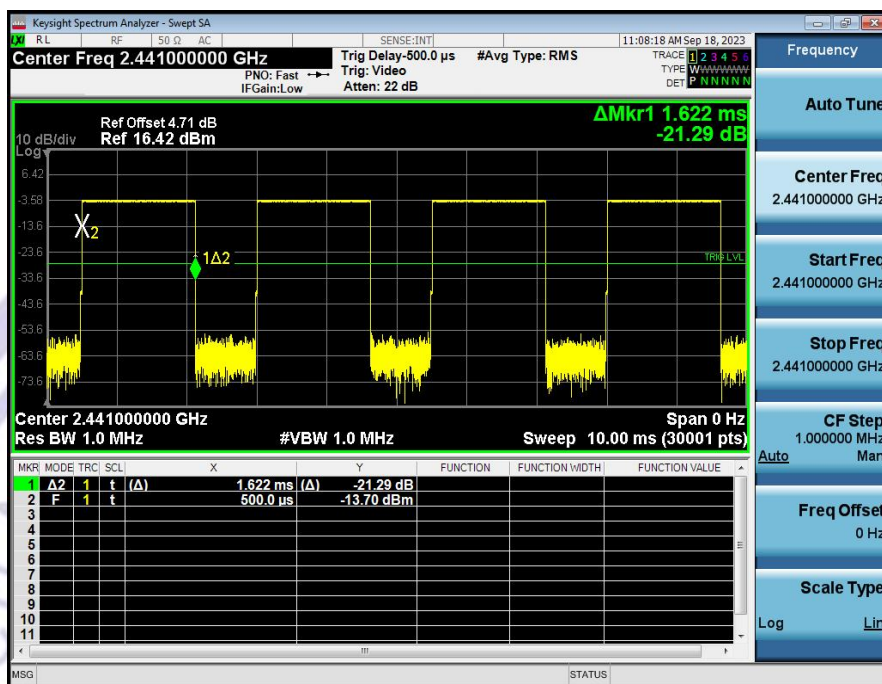 Keysight Spectrum Analyzer - Swept SA
LXI RL RF 50 Ω AC SENSE:INT 11:08:18 AM Sep 18, 2023
Center Freq 2.441000000 GHz
PNO: Fast
IFGain:Low
Trig Delay-500.0 µs
Trig: Video
Atten: 22 dB
#Avg Type: RMS
TRACE 1 2 3 4 5 6
TYPE WWWWWW
DET P NNNNN
Ref Offset 4.71 dB
10 dB/div Ref 16.42 dBm
Log
ΔMkr1 1.622 ms
-21.29 dB
6.42
-3.58
-13.6
-23.6
-33.6
-43.6
-53.6
-63.6
-73.6
X2
1Δ2
TRIG LVL
Center 2.441000000 GHz Span 0 Hz
Res BW 1.0 MHz #VBW 1.0 MHz Sweep 10.00 ms (30001 pts)
MKR MODE TRC SCL X Y FUNCTION FUNCTION WIDTH FUNCTION VALUE
1 Δ2 1 t (Δ) 1.622 ms (Δ) -21.29 dB
2 F 1 t 500.0 µs -13.70 dBm
3
4
5
6
7
8
9
10
11
MSG STATUS
Frequency
Auto Tune
Center Freq
2.441000000 GHz
Start Freq
2.441000000 GHz
Stop Freq
2.441000000 GHz
CF Step
1.000000 MHz
Auto Man
Freq Offset
0 Hz
Scale Type
Log Lin